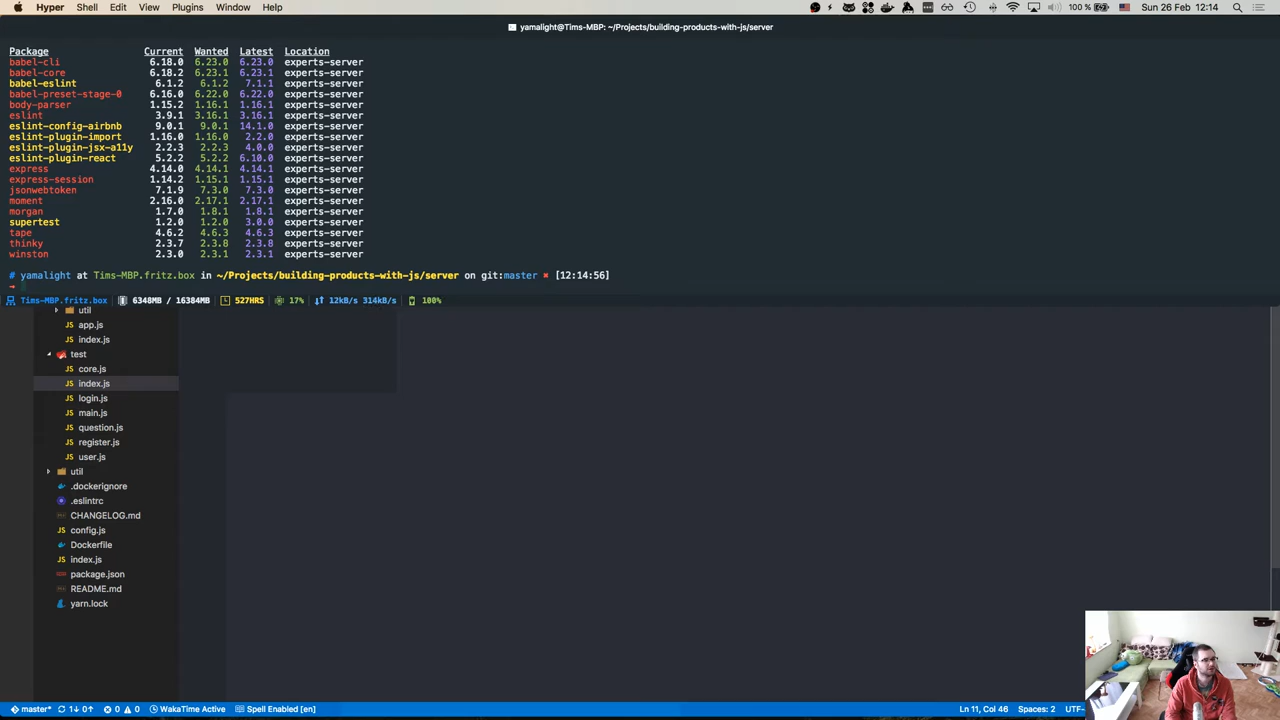 Hyper Shell Edit View Plugins Window Help 100 % Sun 26 Feb 12:14
yamalight@Tims-MBP: ~/Projects/building-products-with-js/server
Package Current Wanted Latest Location
babel-cli 6.18.0 6.23.0 6.23.0 experts-server
babel-core 6.18.2 6.23.1 6.23.1 experts-server
babel-eslint 6.1.2 6.1.2 7.1.1 experts-server
babel-preset-stage-0 6.16.0 6.22.0 6.22.0 experts-server
body-parser 1.15.2 1.16.1 1.16.1 experts-server
eslint 3.9.1 3.16.1 3.16.1 experts-server
eslint-config-airbnb 9.0.1 9.0.1 14.1.0 experts-server
eslint-plugin-import 1.16.0 1.16.0 2.2.0 experts-server
eslint-plugin-jsx-a11y 2.2.3 2.2.3 4.0.0 experts-server
eslint-plugin-react 5.2.2 5.2.2 6.10.0 experts-server
express 4.14.0 4.14.1 4.14.1 experts-server
express-session 1.14.2 1.15.1 1.15.1 experts-server
jsonwebtoken 7.1.9 7.3.0 7.3.0 experts-server
moment 2.16.0 2.17.1 2.17.1 experts-server
morgan 1.7.0 1.8.1 1.8.1 experts-server
supertest 1.2.0 1.2.0 3.0.0 experts-server
tape 4.6.2 4.6.3 4.6.3 experts-server
thinky 2.3.7 2.3.8 2.3.8 experts-server
winston 2.3.0 2.3.1 2.3.1 experts-server
# yamalight at Tims-MBP.fritz.box in ~/Projects/building-products-with-js/server on git:master ✖ [12:14:56]
→
Tims-MBP.fritz.box 6348MB / 16384MB 527HRS 17% 12kB/s 314kB/s 100%
util
JS app.js
JS index.js
test
JS core.js
JS index.js
JS login.js
JS main.js
JS question.js
JS register.js
JS user.js
util
.dockerignore
.eslintrc
CHANGELOG.md
JS config.js
Dockerfile
JS index.js
package.json
README.md
yarn.lock
master* 1↓ 0↑ 0 0 WakaTime Active Spell Enabled [en] Ln 11, Col 46 Spaces: 2 UTF-